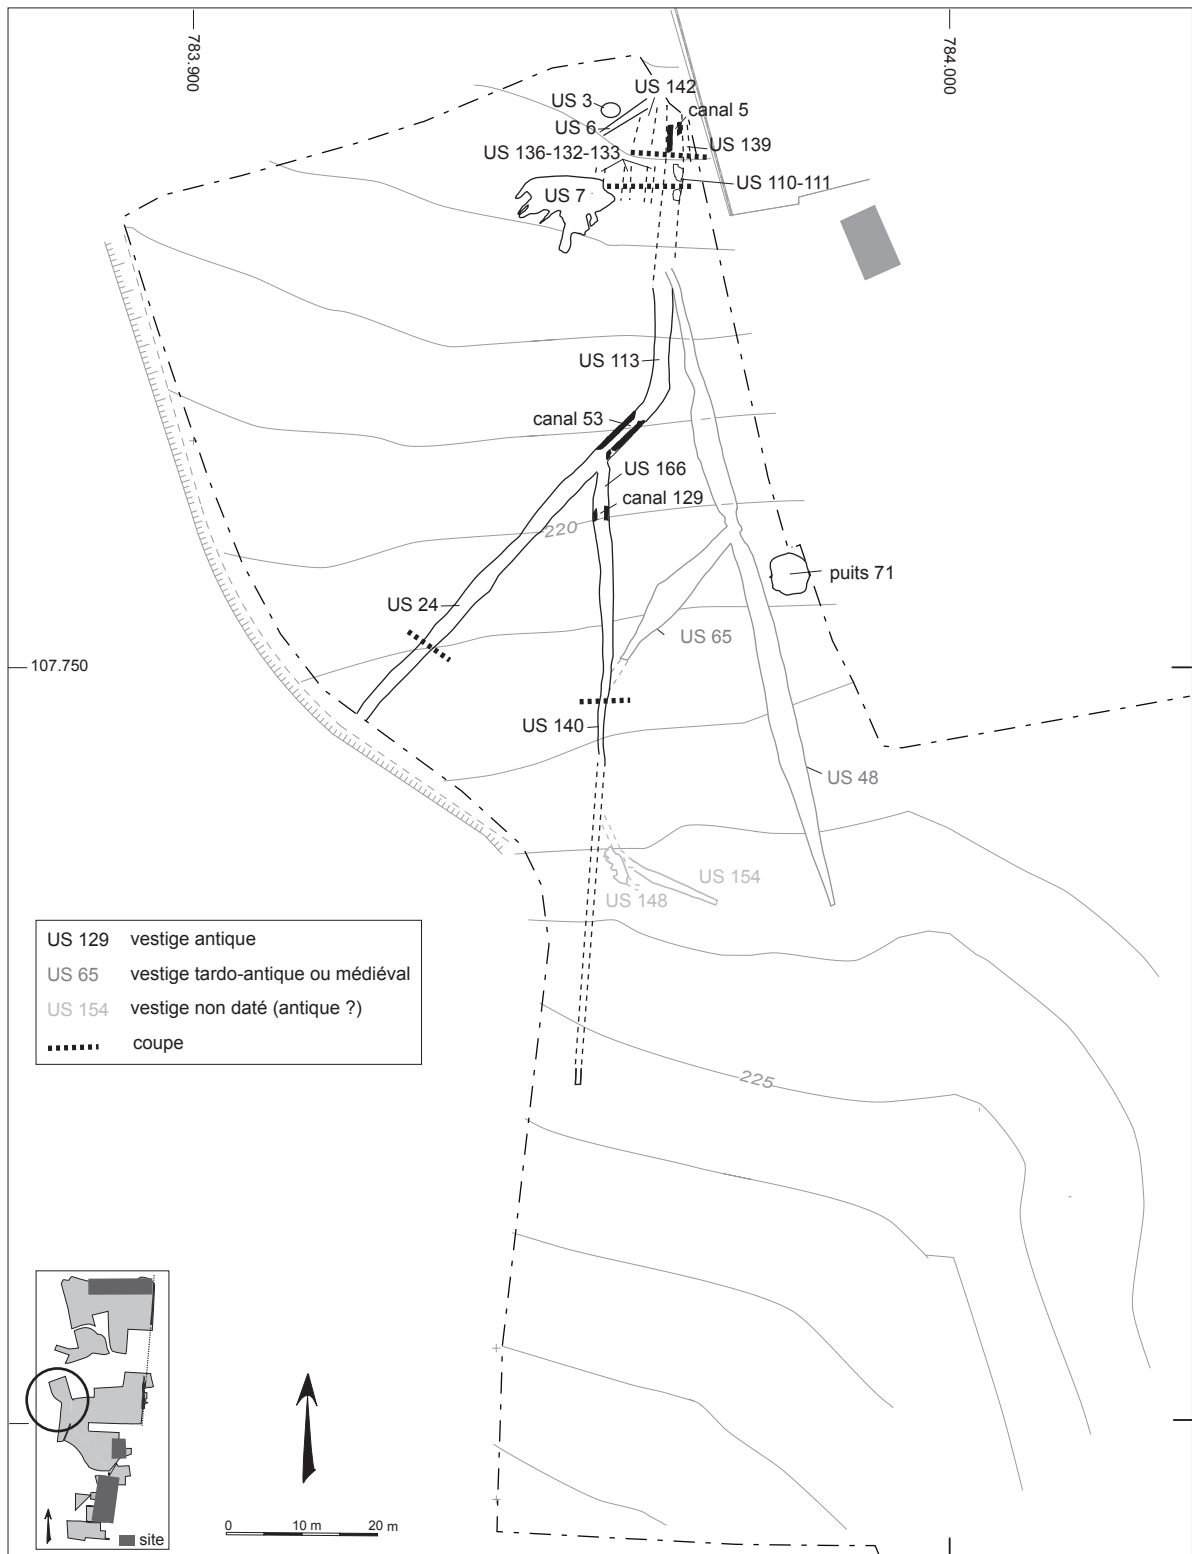 783.900
784.000
US 142
US 3
canal 5
US 6
US 139
US 136-132-133
US 110-111
US 7
US 113
canal 53
US 166
canal 129
220
puits 71
US 24
US 65
107.750
US 140
US 48
US 154
US 148
US 129 vestige antique
US 65 vestige tardo-antique ou médiéval
US 154 vestige non daté (antique ?)
coupe
225
site
0 10 m 20 m